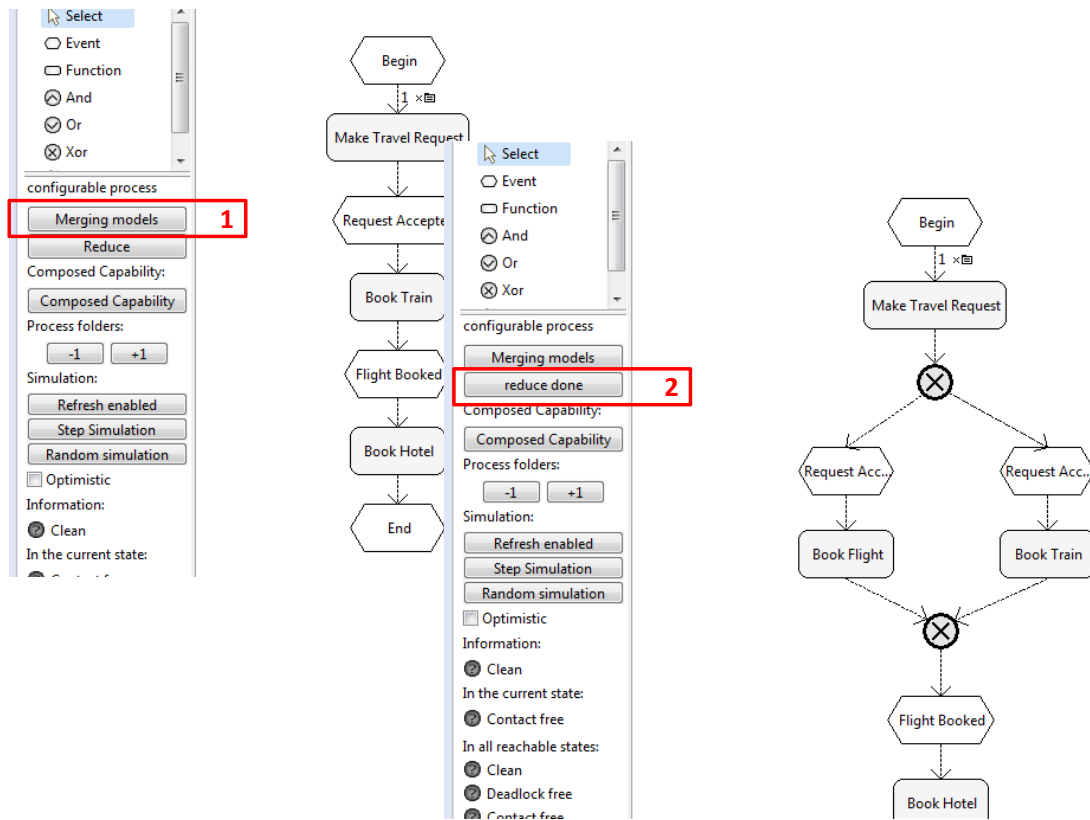 Select
Event
Function
And
Or
Xor
configurable process
Merging models 1
Reduce
Composed Capability:
Composed Capability
Process folders:
-1 +1
Simulation:
Refresh enabled
Step Simulation
Random simulation
Optimistic
Information:
Clean
In the current state:
Begin
1 ×
Make Travel Request
Request Accepte
Book Train
Flight Booked
Book Hotel
End
Select
Event
Function
And
Or
Xor
configurable process
Merging models
reduce done 2
Composed Capability:
Composed Capability
Process folders:
-1 +1
Simulation:
Refresh enabled
Step Simulation
Random simulation
Optimistic
Information:
Clean
In the current state:
Contact free
In all reachable states:
Clean
Deadlock free
Contact free
Begin
1 ×
Make Travel Request
Request Acc..
Request Acc..
Book Flight
Book Train
Flight Booked
Book Hotel